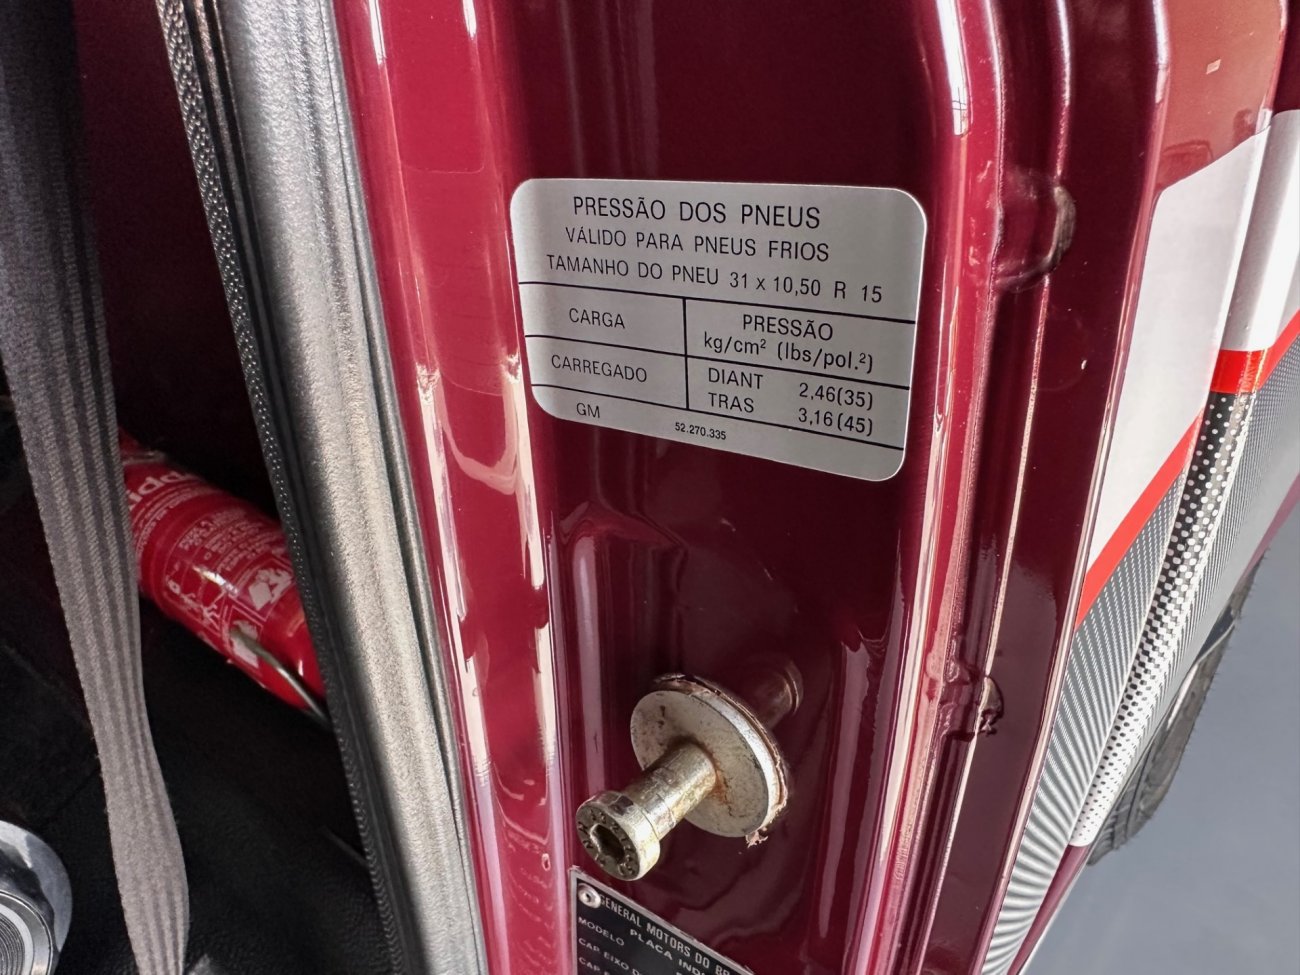 PRESSÃO DOS PNEUS
VÁLIDO PARA PNEUS FRIOS
TAMANHO DO PNEU 31 x 10,50 R 15
CARGA
PRESSÃO
kg/cm² (lbs/pol.²)
CARREGADO
DIANT 2,46(35)
TRAS 3,16(45)
GM
52.270.335
GENERAL MOTORS DO
MODELO
PLACA
CAP. EIXO
CAP